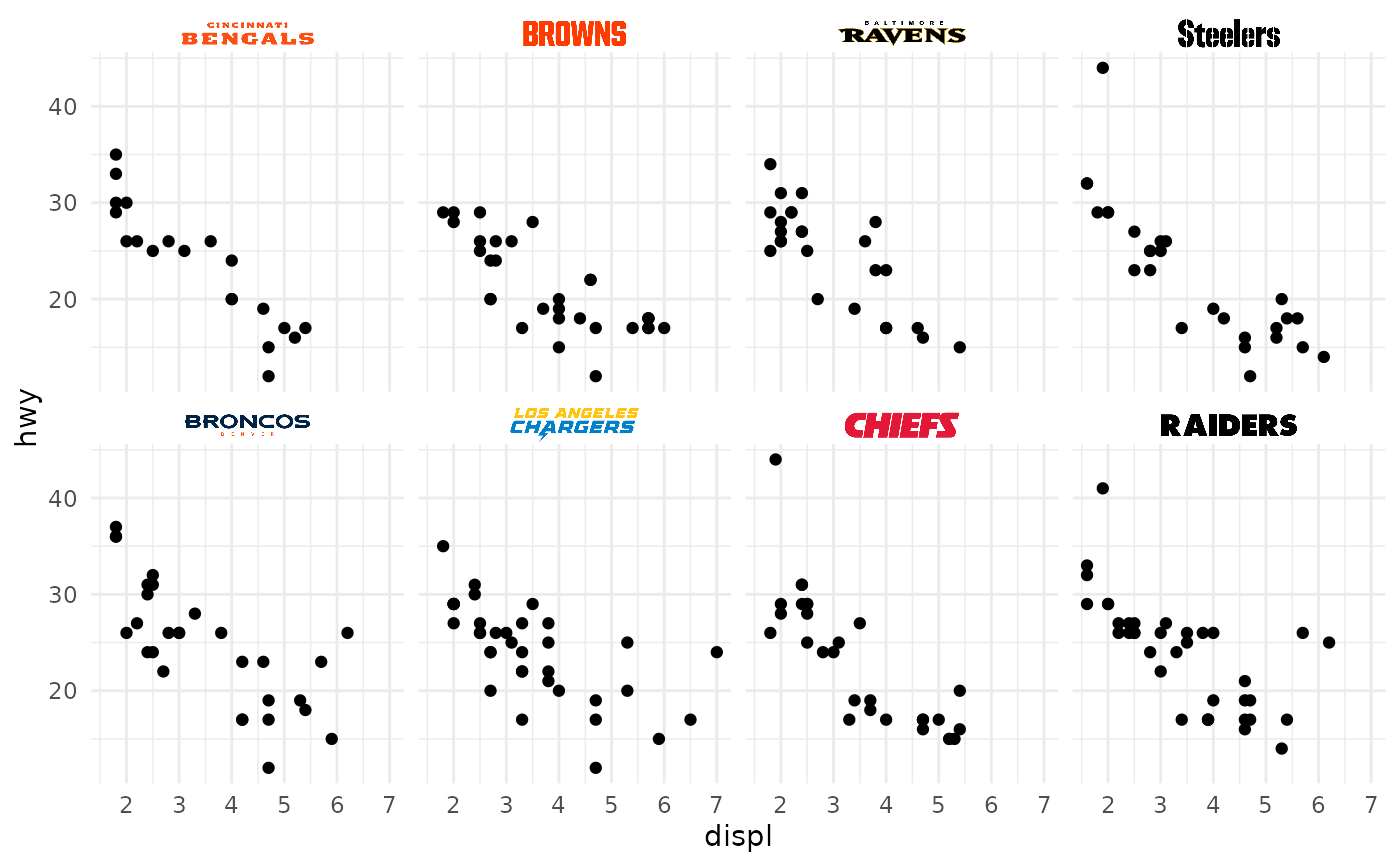 CINCINNATI
BENGALS
BROWNS
BALTIMORE
RAVENS
Steelers
40
30
20
hwy
BRONCOS
DENVER
LOS ANGELES
CHARGERS
CHIEFS
RAIDERS
40
30
20
2 3 4 5 6 7
2 3 4 5 6 7
2 3 4 5 6 7
2 3 4 5 6 7
displ